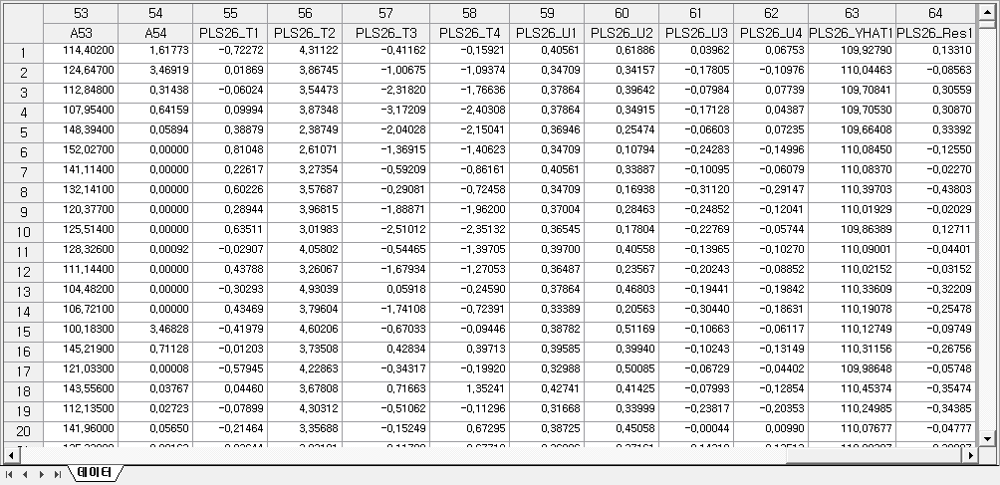 53 54 55 56 57 58 59 60 61 62 63 64
A53 A54 PLS26_T1 PLS26_T2 PLS26_T3 PLS26_T4 PLS26_U1 PLS26_U2 PLS26_U3 PLS26_U4 PLS26_YHAT1 PLS26_Res1
1 114,40200 1,61773 -0,72272 4,31122 -0,41162 -0,15921 0,40561 0,61886 0,03962 0,06753 109,92790 0,13310
2 124,64700 3,46919 0,01869 3,86745 -1,00675 -1,09374 0,34709 0,34157 -0,17805 -0,10976 110,04463 -0,08563
3 112,84800 0,31438 -0,06024 3,54473 -2,31820 -1,76636 0,37864 0,39642 -0,07984 0,07739 109,70841 0,30559
4 107,95400 0,64159 0,09994 3,87348 -3,17209 -2,40308 0,37864 0,34915 -0,17128 0,04387 109,70530 0,30870
5 148,39400 0,05894 0,38879 2,38749 -2,04028 -2,15041 0,36946 0,25474 -0,06603 0,07235 109,66408 0,33392
6 152,02700 0,00000 0,81048 2,61071 -1,36915 -1,40623 0,34709 0,10794 -0,24283 -0,14996 110,08450 -0,12550
7 141,11400 0,00000 0,22617 3,27354 -0,59209 -0,86161 0,40561 0,33887 -0,10095 -0,06079 110,08370 -0,02270
8 132,14100 0,00000 0,60226 3,57687 -0,29081 -0,72458 0,34709 0,16938 -0,31120 -0,29147 110,39703 -0,43803
9 120,37700 0,00000 0,28944 3,96815 -1,88871 -1,96200 0,37004 0,28463 -0,24852 -0,12041 110,01929 -0,02029
10 125,51400 0,00000 0,63511 3,01983 -2,51012 -2,35132 0,36545 0,17804 -0,22769 -0,05744 109,86389 0,12711
11 128,32600 0,00092 -0,02907 4,05802 -0,54465 -1,39705 0,39700 0,40558 -0,13965 -0,10270 110,09001 -0,04401
12 111,14400 0,00000 0,43788 3,26067 -1,67934 -1,27053 0,36487 0,23567 -0,20243 -0,08852 110,02152 -0,03152
13 104,48200 0,00000 -0,30293 4,93039 0,05918 -0,24590 0,37864 0,46803 -0,19441 -0,19842 110,33609 -0,32209
14 106,72100 0,00000 0,43469 3,79604 -1,74108 -0,72391 0,33389 0,20563 -0,30440 -0,18631 110,19078 -0,25478
15 100,18300 3,46828 -0,41979 4,60206 -0,67033 -0,09446 0,38782 0,51169 -0,10663 -0,06117 110,12749 -0,09749
16 145,21900 0,71128 -0,01203 3,73508 0,42834 0,39713 0,39585 0,39940 -0,10243 -0,13149 110,31156 -0,26756
17 121,03300 0,00008 -0,57945 4,22863 -0,34317 -0,19920 0,32988 0,50085 -0,06729 -0,04402 109,98648 -0,05748
18 143,55600 0,03767 0,04460 3,67808 0,71663 1,35241 0,42741 0,41425 -0,07993 -0,12854 110,45374 -0,35474
19 112,13500 0,02723 -0,07899 4,30312 -0,51062 -0,11296 0,31668 0,33999 -0,23817 -0,20353 110,24985 -0,34385
20 141,96000 0,05650 -0,21464 3,35688 -0,15249 0,67295 0,38725 0,45058 -0,00044 0,00990 110,07677 -0,04777
데이터